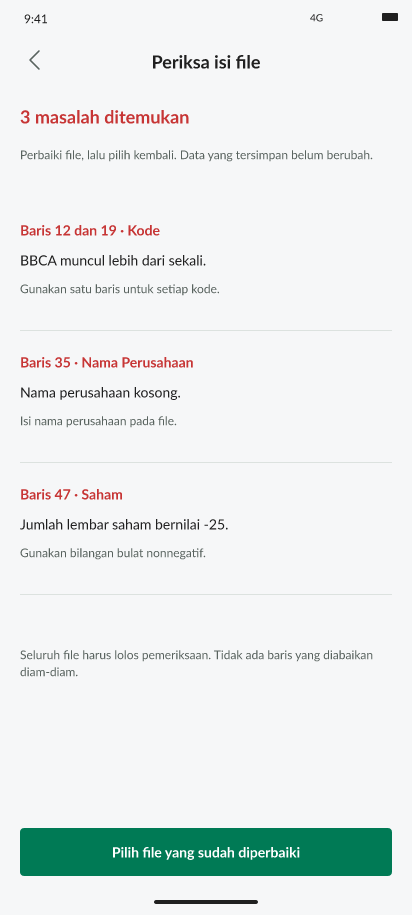 9:41
4G
Periksa isi file
3 masalah ditemukan
Perbaiki file, lalu pilih kembali. Data yang tersimpan belum berubah.
Baris 12 dan 19 · Kode
BBCA muncul lebih dari sekali.
Gunakan satu baris untuk setiap kode.
Baris 35 · Nama Perusahaan
Nama perusahaan kosong.
Isi nama perusahaan pada file.
Baris 47 · Saham
Jumlah lembar saham bernilai -25.
Gunakan bilangan bulat nonnegatif.
Seluruh file harus lolos pemeriksaan. Tidak ada baris yang diabaikan
diam-diam.
Pilih file yang sudah diperbaiki